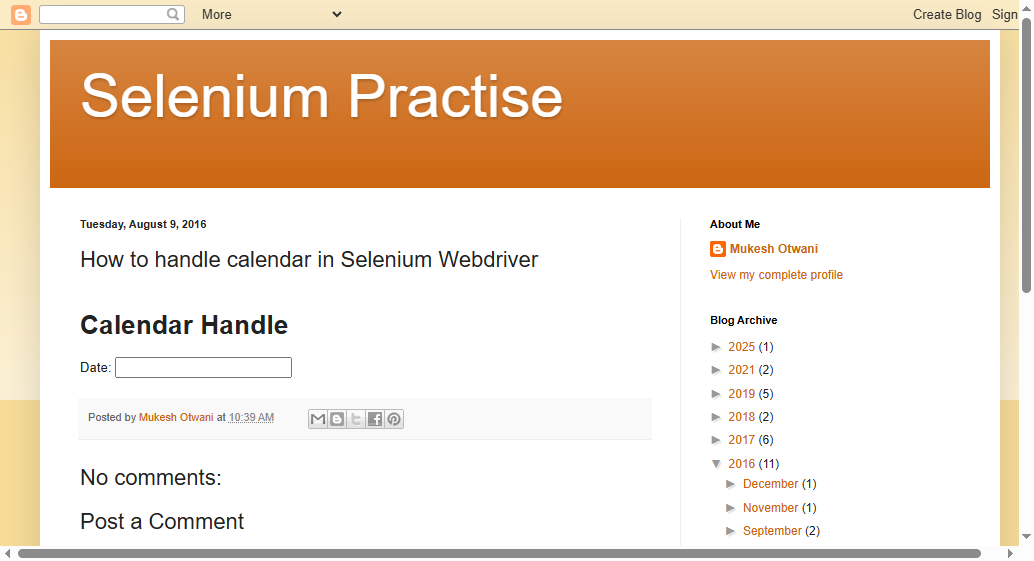 More
Create Blog Sign
Selenium Practise
Tuesday, August 9, 2016
How to handle calendar in Selenium Webdriver
Calendar Handle
Date:
Posted by Mukesh Otwani at 10:39 AM
No comments:
Post a Comment
About Me
Mukesh Otwani
View my complete profile
Blog Archive
► 2025 (1)
► 2021 (2)
► 2019 (5)
► 2018 (2)
► 2017 (6)
▼ 2016 (11)
► December (1)
► November (1)
► September (2)